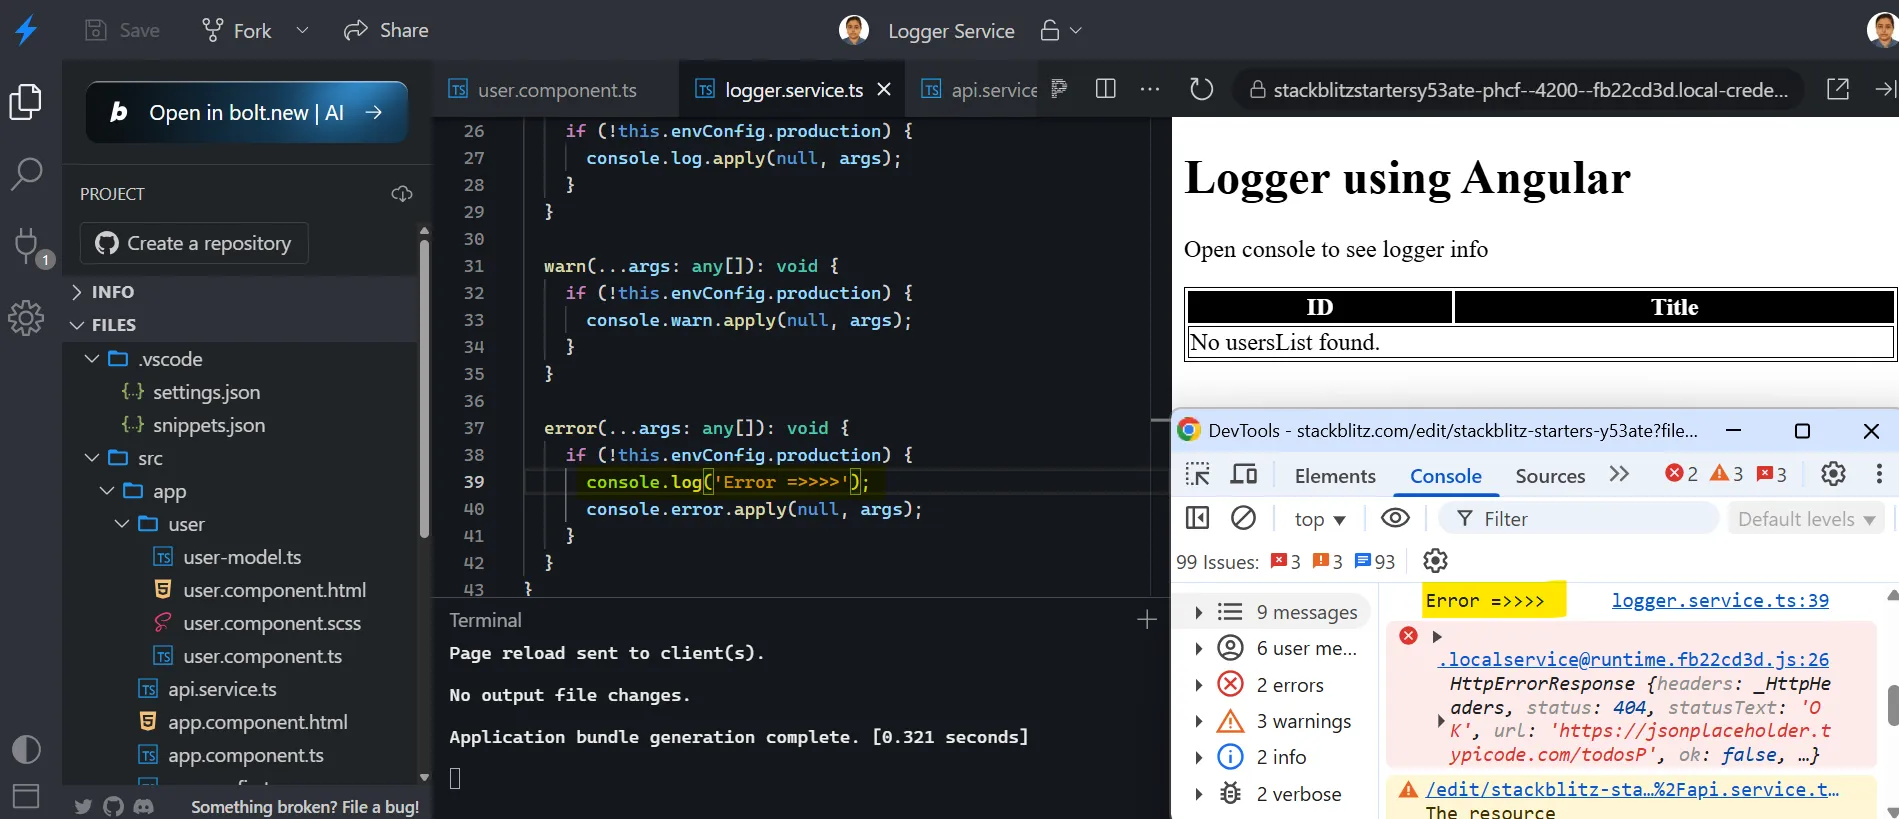 Save
Fork
Share
Logger Service
Open in bolt.new | AI
user.component.ts
logger.service.ts
api.service
stackblitzstartersy53ate-phcf--4200--fb22cd3d.local-crede...
PROJECT
Create a repository
1
INFO
FILES
.vscode
settings.json
snippets.json
src
app
user
user-model.ts
user.component.html
user.component.scss
user.component.ts
api.service.ts
app.component.html
app.component.ts
Something broken? File a bug!
26 if (!this.envConfig.production) {
27 console.log.apply(null, args);
28 }
29 }
30
31 warn(...args: any[]): void {
32 if (!this.envConfig.production) {
33 console.warn.apply(null, args);
34 }
35 }
36
37 error(...args: any[]): void {
38 if (!this.envConfig.production) {
39 console.log('Error =>>>>');
40 console.error.apply(null, args);
41 }
42 }
43 }
Terminal
Page reload sent to client(s).
No output file changes.
Application bundle generation complete. [0.321 seconds]
Logger using Angular
Open console to see logger info
ID Title
No usersList found.
DevTools - stackblitz.com/edit/stackblitz-starters-y53ate?file...
Elements Console Sources 2 3 3
top Filter Default levels
99 Issues: 3 3 93
9 messages
6 user me...
2 errors
3 warnings
2 info
2 verbose
Error =>>>> logger.service.ts:39
.localservice@runtime.fb22cd3d.js:26
HttpErrorResponse {headers: _HttpHe
aders, status: 404, statusText: 'O
K', url: 'https://jsonplaceholder.t
ypicode.com/todosP', ok: false, …}
/edit/stackblitz-sta…%2Fapi.service.t…
The resource